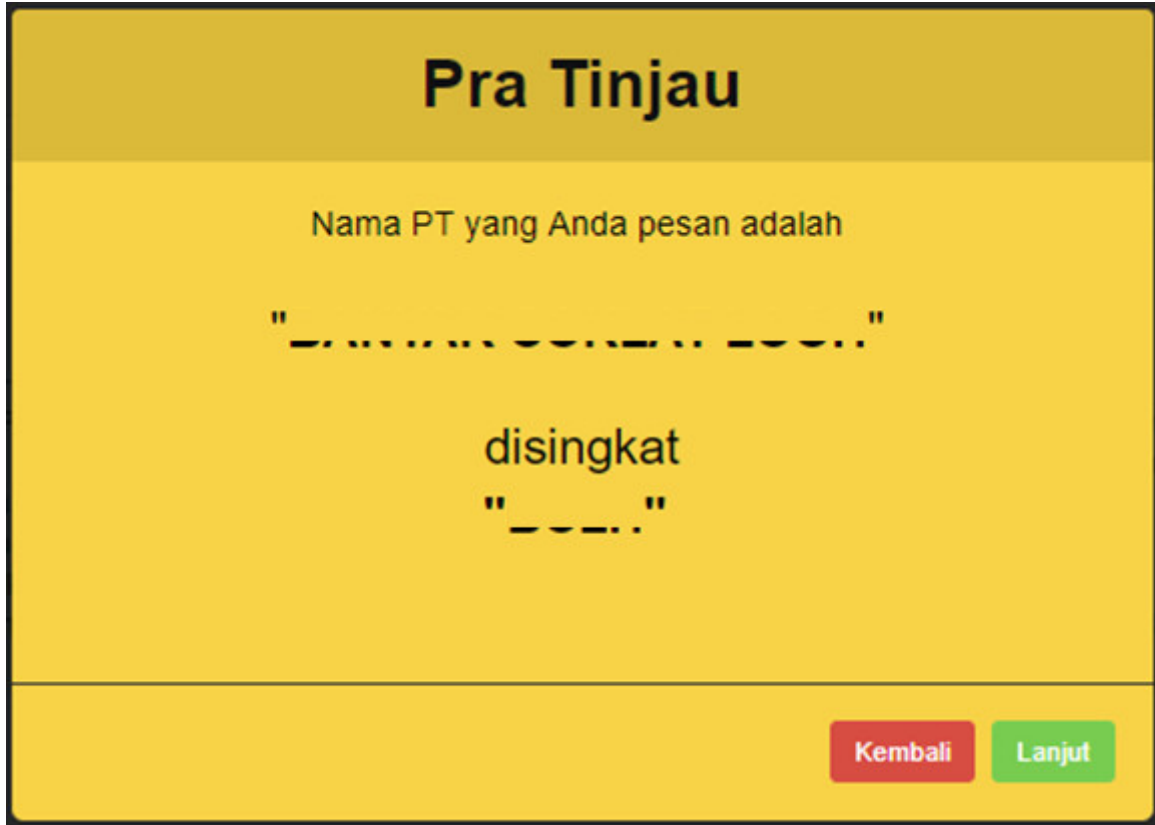 Pra Tinjau
Nama PT yang Anda pesan adalah
disingkat
Kembali
Lanjut